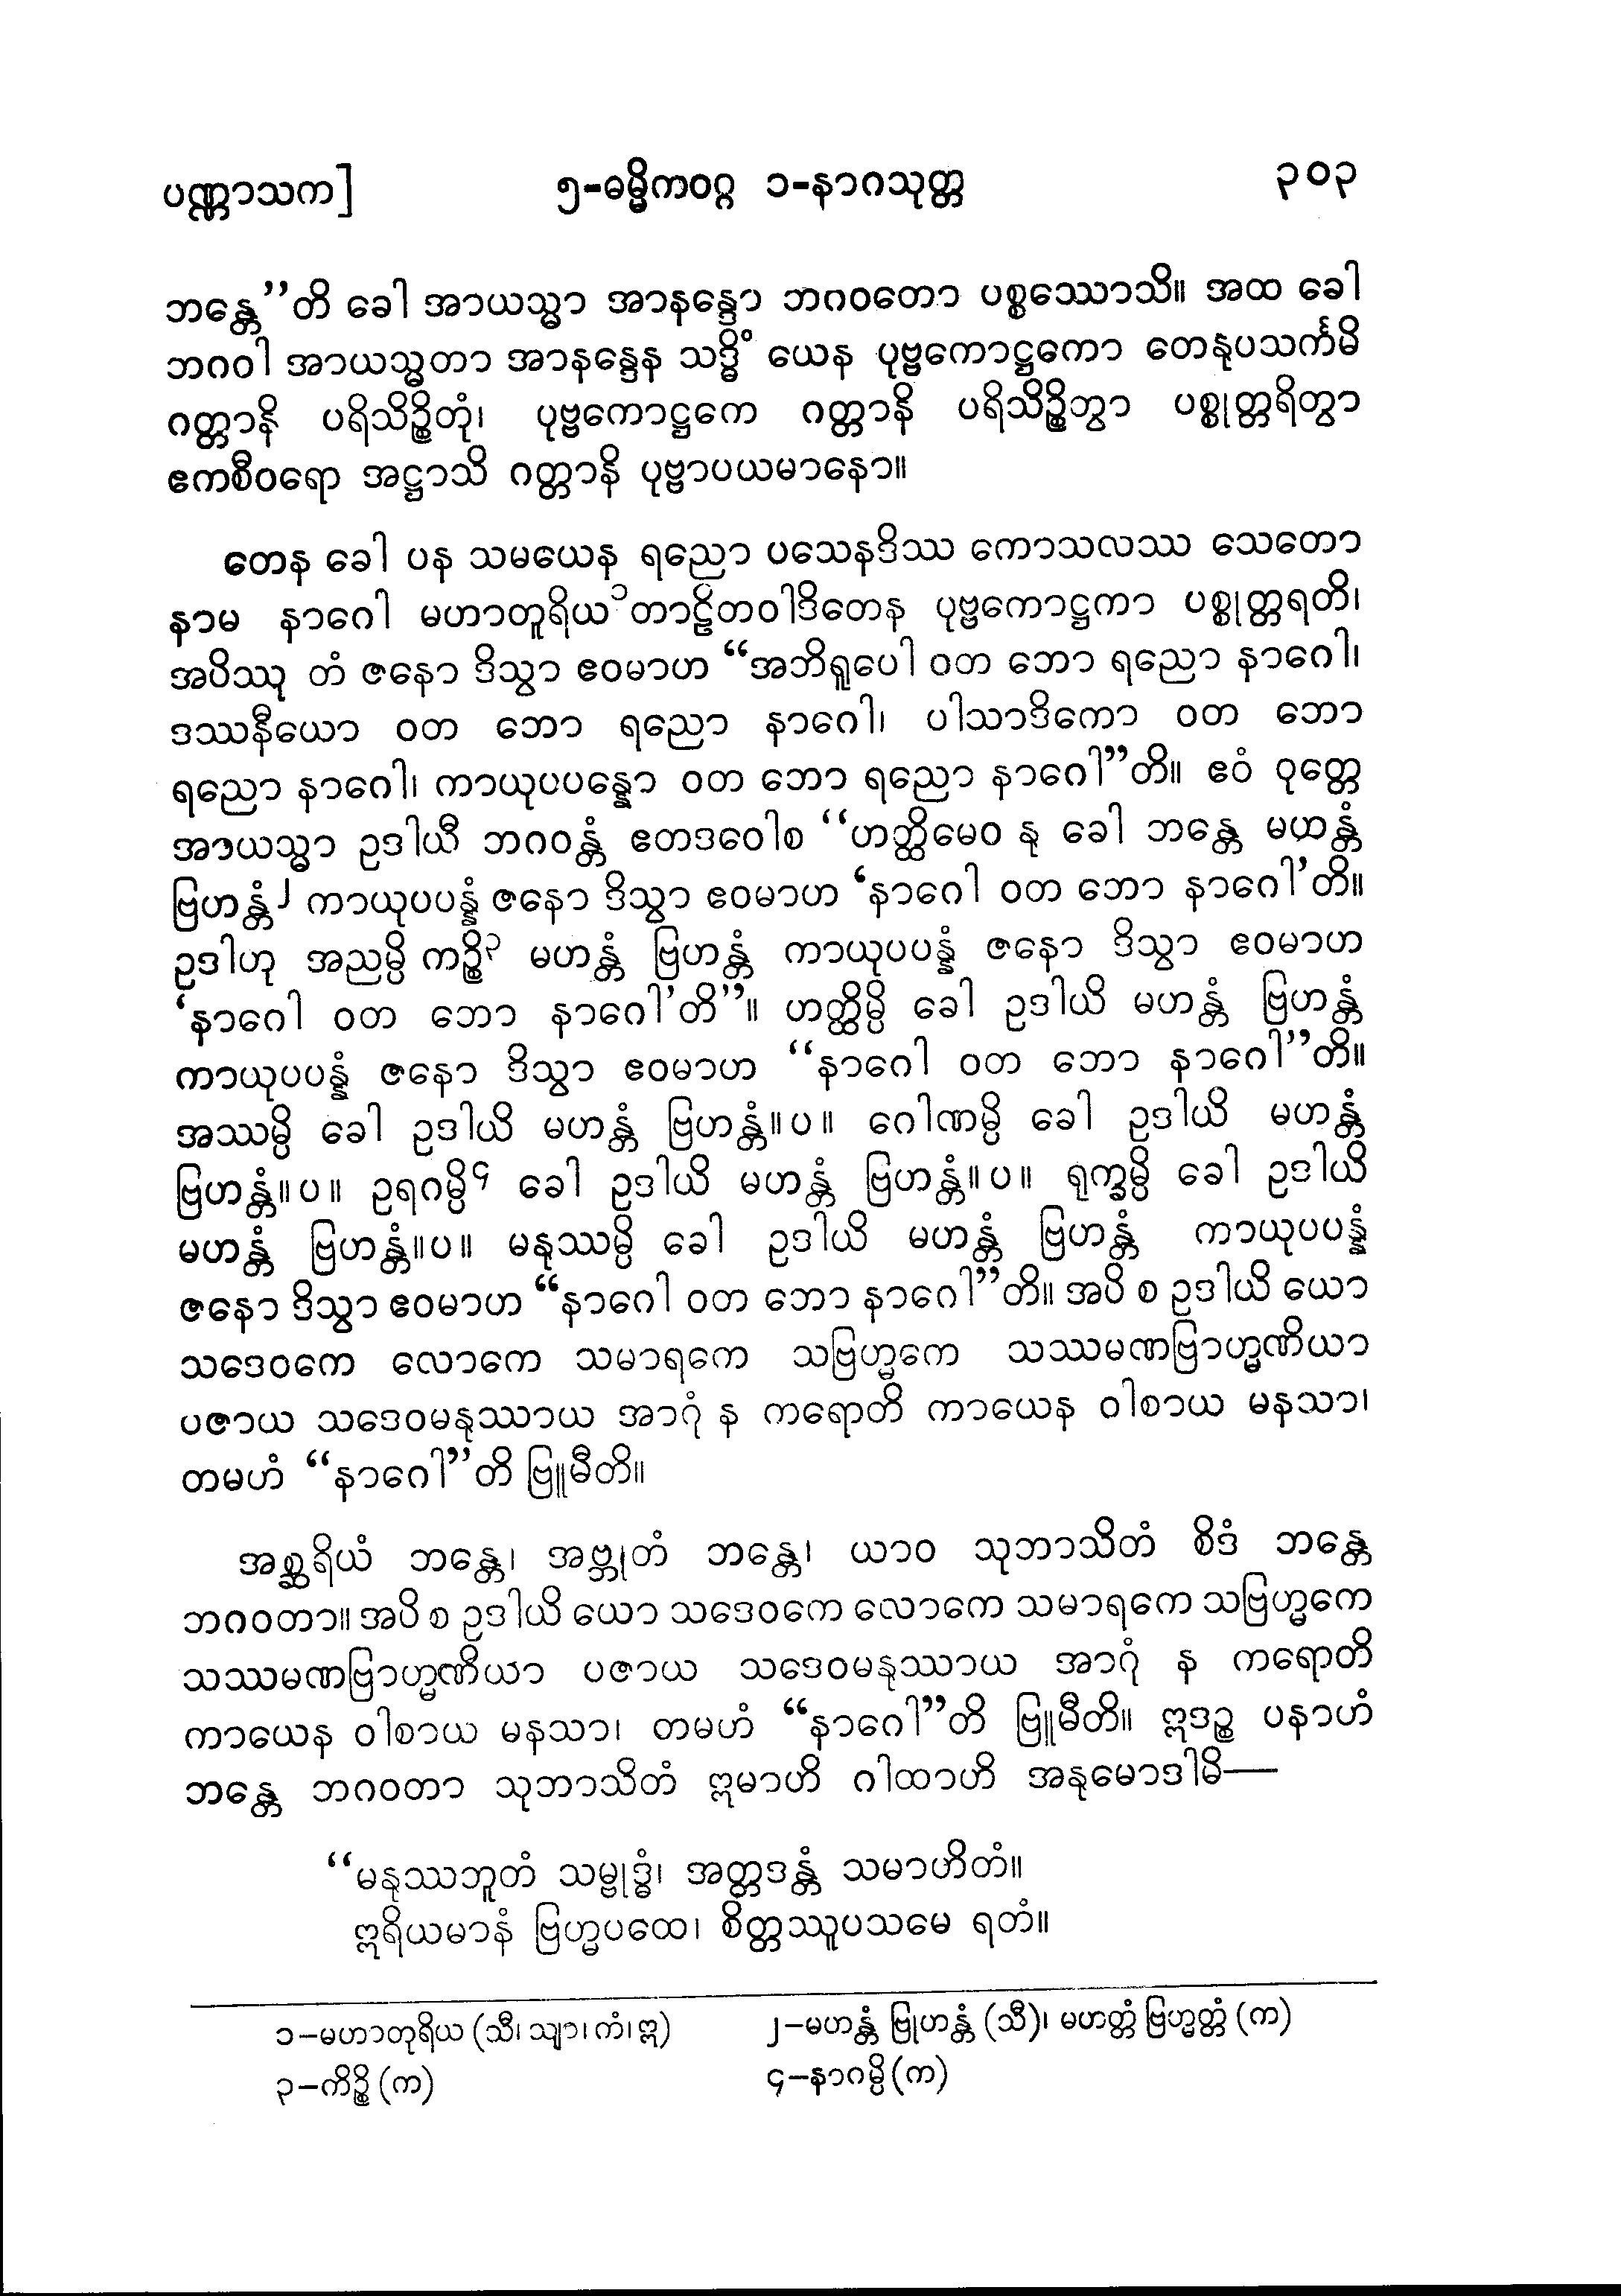 ပဏ္ဏာသက]
၅-ဓမ္မိကဝဂ္ဂ ၁-နာဂသုတ္တ
၃၀၃
ဘန္တေ”တိ ခေါ အာယသ္မာ အာနန္ဒော ဘဂဝတော ပစ္စဿောသိ။ အထ ခေါ
ဘဂဝါ အာယသ္မတာ အာနန္ဒေန သဒ္ဓိံ ယေန ပုဗ္ဗကောဋ္ဌကော တေနုပသင်္ကမိ
ဂတ္တာနိ ပရိသိဉ္စိတုံ၊ ပုဗ္ဗကောဋ္ဌကေ ဂတ္တာနိ ပရိသိဉ္စိတွာ ပစ္စုတ္တရိတွာ
ဧကစီဝရော အဋ္ဌာသိ ဂတ္တာနိ ပုဗ္ဗာပယမာနော။
တေန ခေါ ပန သမယေန ရညော ပသေနဒိဿ ကောသလဿ သေတော
နာမ နာဂေါ မဟာတူရိယ ၁တာဠိတဝါဒိတေန ပုဗ္ဗကောဋ္ဌကာ ပစ္စုတ္တရတိ၊
အပိဿု တံ ဇနော ဒိသွာ ဧဝမာဟ “အဘိရူပေါ ဝတ ဘော ရညော နာဂေါ၊
ဒဿနီယော ဝတ ဘော ရညော နာဂေါ၊ ပါသာဒိကော ဝတ ဘော
ရညော နာဂေါ၊ ကာယုပပန္နော ဝတ ဘော ရညော နာဂေါ”တိ။ ဧဝံ ဝုတ္တေ
အာယသ္မာ ဥဒါယီ ဘဂဝန္တံ ဧတဒဝေါစ “ဟတ္ထိမေဝ နု ခေါ ဘန္တေ မဟန္တံ
ဗြဟန္တံ၂ ကာယုပပန္နံ ဇနော ဒိသွာ ဧဝမာဟ ‘နာဂေါ ဝတ ဘော နာဂေါ’တိ။
ဥဒါဟု အညမ္ပိ ကဉ္စိ၃ မဟန္တံ ဗြဟန္တံ ကာယုပပန္နံ ဇနော ဒိသွာ ဧဝမာဟ
‘နာဂေါ ဝတ ဘော နာဂေါ’တိ”။ ဟတ္ထိမ္ပိ ခေါ ဥဒါယိ မဟန္တံ ဗြဟန္တံ
ကာယုပပန္နံ ဇနော ဒိသွာ ဧဝမာဟ “နာဂေါ ဝတ ဘော နာဂေါ”တိ။
အဿမ္ပိ ခေါ ဥဒါယိ မဟန္တံ ဗြဟန္တံ။ပ။ ဂေါဏမ္ပိ ခေါ ဥဒါယိ မဟန္တံ
ဗြဟန္တံ။ပ။ ဥရဂမ္ပိ၄ ခေါ ဥဒါယိ မဟန္တံ ဗြဟန္တံ။ပ။ ရုက္ခမ္ပိ ခေါ ဥဒါယိ
မဟန္တံ ဗြဟန္တံ။ပ။ မနုဿမ္ပိ ခေါ ဥဒါယိ မဟန္တံ ဗြဟန္တံ ကာယုပပန္နံ
ဇနော ဒိသွာ ဧဝမာဟ “နာဂေါ ဝတ ဘော နာဂေါ”တိ။ အပိ စ ဥဒါယိ ယော
သဒေဝကေ လောကေ သမာရကေ သဗြဟ္မကေ သဿမဏဗြာဟ္မဏိယာ
ပဇာယ သဒေဝမနုဿာယ အာဂုံ န ကရောတိ ကာယေန ဝါစာယ မနသာ၊
တမဟံ “နာဂေါ”တိ ဗြူမီတိ။
အစ္ဆရိယံ ဘန္တေ၊ အဗ္ဘုတံ ဘန္တေ၊ ယာဝ သုဘာသိတံ စိဒံ ဘန္တေ
ဘဂဝတာ။ အပိ စ ဥဒါယိ ယော သဒေဝကေ လောကေ သမာရကေ သဗြဟ္မကေ
သဿမဏဗြာဟ္မဏိယာ ပဇာယ သဒေဝမနုဿာယ အာဂုံ န ကရောတိ
ကာယေန ဝါစာယ မနသာ၊ တမဟံ “နာဂေါ”တိ ဗြူမီတိ။ ဣဒဉ္စ ပနာဟံ
ဘန္တေ ဘဂဝတာ သုဘာသိတံ ဣမာဟိ ဂါထာဟိ အနုမောဒါမိ—
“မနုဿဘူတံ သမ္ဗုဒ္ဓံ၊ အတ္တဒန္တံ သမာဟိတံ။
ဣရိယမာနံ ဗြဟ္မပထေ၊ စိတ္တဿူပသမေ ရတံ။
၁–မဟာတုရိယ (သီ၊ သျာ၊ ကံ၊ ဣ)
၂–မဟန္တံ ဗြုဟန္တံ (သီ)၊ မဟတ္တံ ဗြဟ္မတ္တံ (က)
၃–ကိဉ္စိ (က)
၄–နာဂမ္ပိ (က)